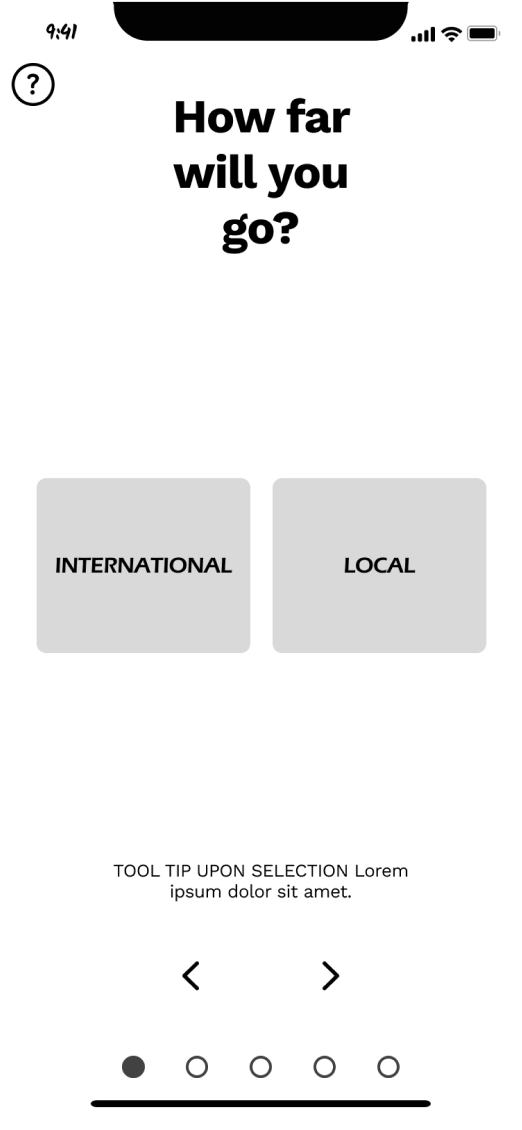 9:41
?
How far
will you
go?
INTERNATIONAL
LOCAL
TOOL TIP UPON SELECTION Lorem
ipsum dolor sit amet.